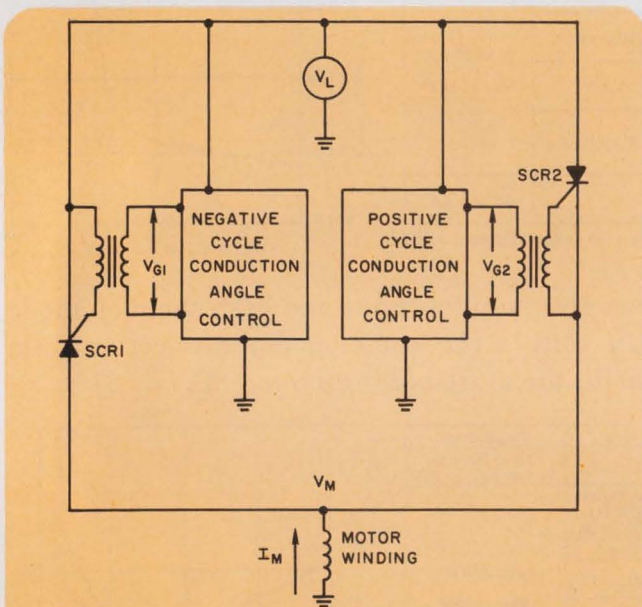 V_L
SCR2
NEGATIVE
CYCLE
CONDUCTION
ANGLE
CONTROL
POSITIVE
CYCLE
CONDUCTION
ANGLE
CONTROL
V_G1
V_G2
SCR1
V_M
I_M
MOTOR
WINDING